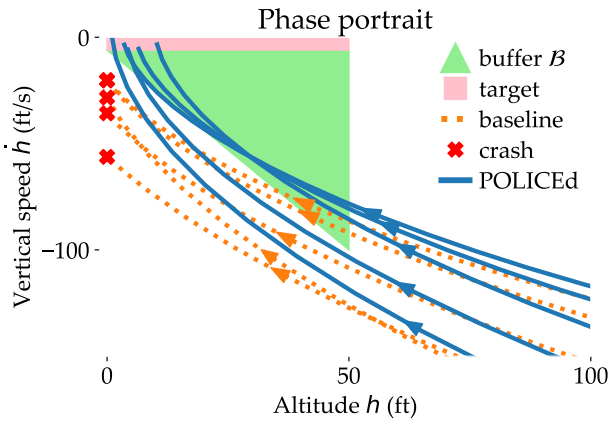 Phase portrait
buffer ℬ
target
baseline
crash
POLICEd
0
−100
Vertical speed ḣ (ft/s)
0
50
100
Altitude h (ft)